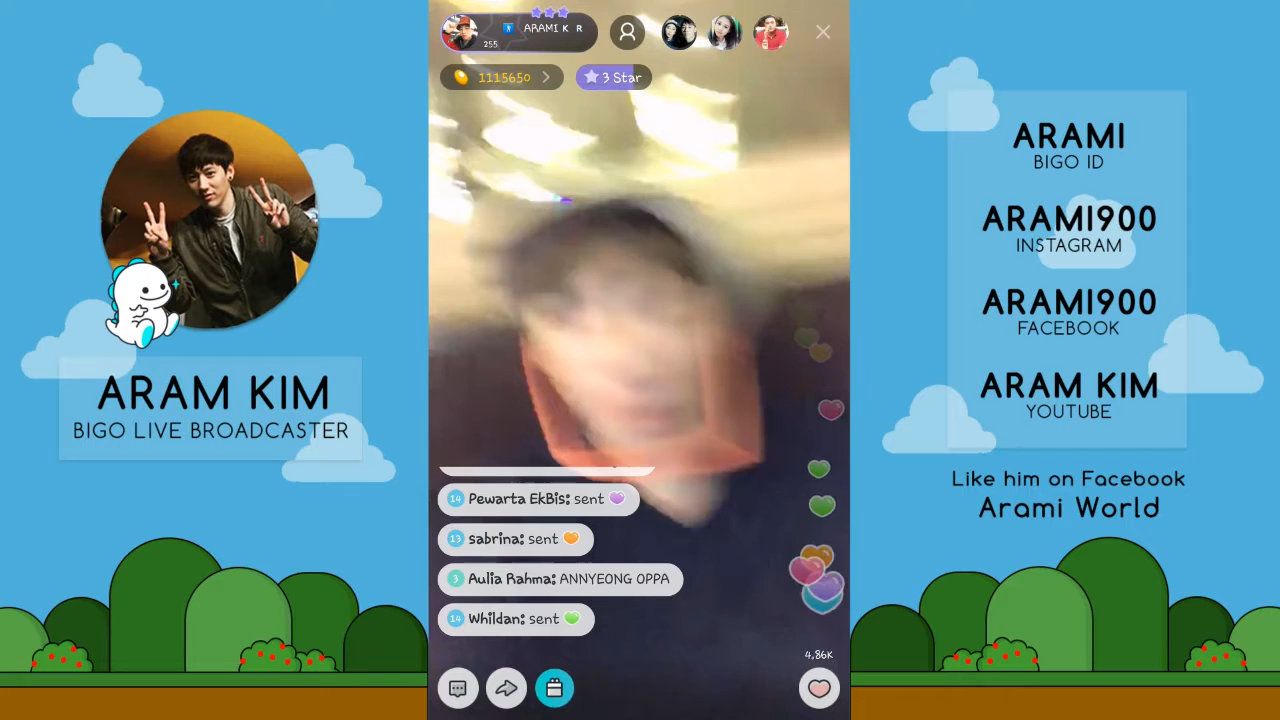 ARAM KIM
BIGO LIVE BROADCASTER
ARAMI K R
255
1115650
3 Star
14 Pewarta EkBis: sent
13 sabrina: sent
3 Aulia Rahma: ANNYEONG OPPA
14 Whildan: sent
4,86K
ARAMI
BIGO ID
ARAMI900
INSTAGRAM
ARAMI900
FACEBOOK
ARAM KIM
YOUTUBE
Like him on Facebook
Arami World